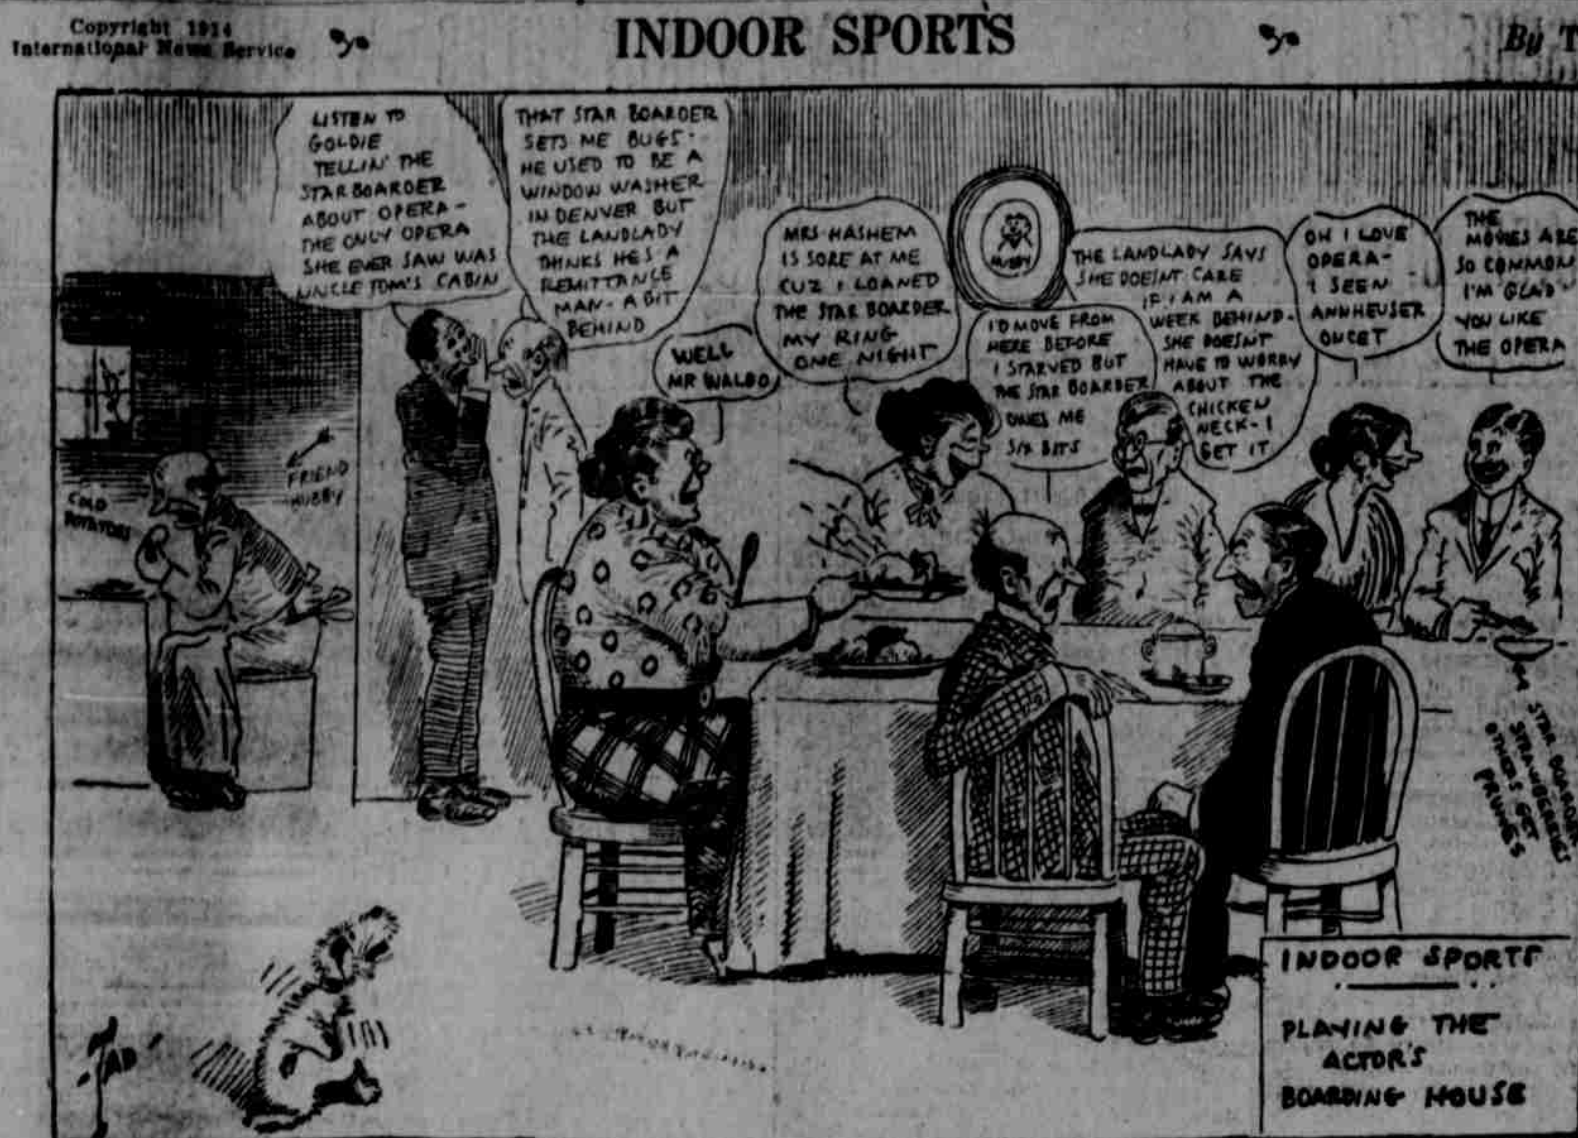 Copyright 1914
International News Service
INDOOR SPORTS
By T
LISTEN TO
GOLDIE
TELLIN' THE
STAR BOARDER
ABOUT OPERA -
THE ONLY OPERA
SHE EVER SAW WAS
UNCLE TOM'S CABIN
THAT STAR BOARDER
SETS ME BUGS -
HE USED TO BE A
WINDOW WASHER
IN DENVER BUT
THE LANDLADY
THINKS HES A
REMITTANCE
MAN - A BIT
BEHIND
WELL
MR WALDO
MRS HASHEM
IS SORE AT ME
CUZ I LOANED
THE STAR BOARDER
MY RING
ONE NIGHT
HUBBY
I'D MOVE FROM
HERE BEFORE
I STARVED BUT
THE STAR BOARDER
OWES ME
SIX BITS
THE LANDLADY SAYS
SHE DOESNT CARE
IF I AM A
WEEK BEHIND -
SHE DOESN'T
HAVE TO WORRY
ABOUT THE
CHICKEN
NECK - I
GET IT
OH I LOVE
OPERA -
I SEEN
ANNHEUSER
ONCET
THE
MOVIES ARE
SO COMMON
I'M GLAD
YOU LIKE
THE OPERA
COLD
POTATOES
FRIEND
HUBBY
STAR BOARDER
STRAWBERRIES
OTHERS GET
PRUNES
TAD
INDOOR SPORTS
PLAYING THE
ACTOR'S
BOARDING HOUSE